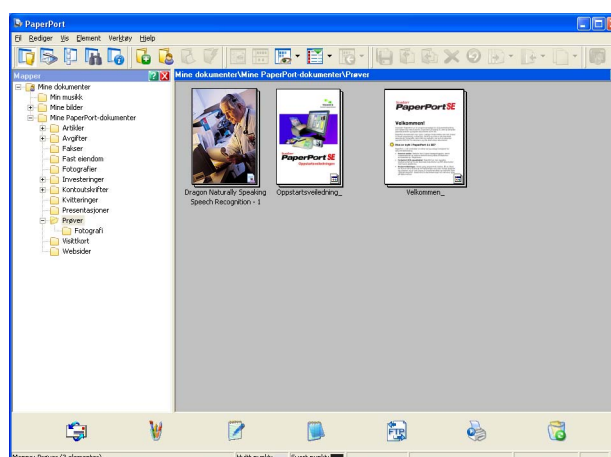 PaperPort
Fil Rediger Vis Element Verktøy Hjelp
Mapper
Mine dokumenter\Mine PaperPort-dokumenter\Prøver
Mine dokumenter
Min musikk
Mine bilder
Mine PaperPort-dokumenter
Artikler
Avgifter
Fakser
Fast eiendom
Fotografier
Investeringer
Kontoutskrifter
Kvitteringer
Presentasjoner
Prøver
Fotografi
Visittkort
Websider
PaperPort SE
Oppstartsveiledningen
PaperPort SE
Velkommen!
Dragon Naturally Speaking
Speech Recognition - 1
Oppstartsveiledning_
Velkommen_
FTP